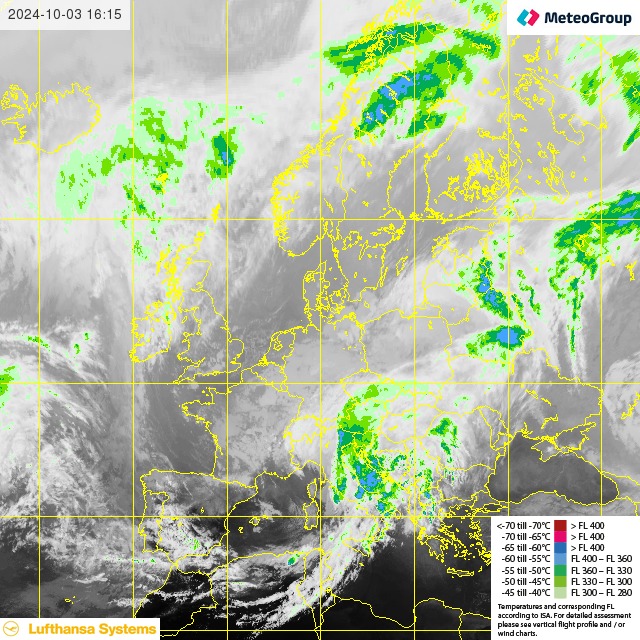 2024-10-03 16:15
MeteoGroup
<-70 till -70°C > FL 400
-70 till -65°C > FL 400
-65 till -60°C > FL 400
-60 till -55°C FL 400 – FL 360
-55 till -50°C FL 360 – FL 330
-50 till -45°C FL 330 – FL 300
-45 till -40°C FL 300 – FL 280
Temperatures and corresponding FL
according to ISA. For detailed assessment
please see vertical flight profile and / or
wind charts.
Lufthansa Systems